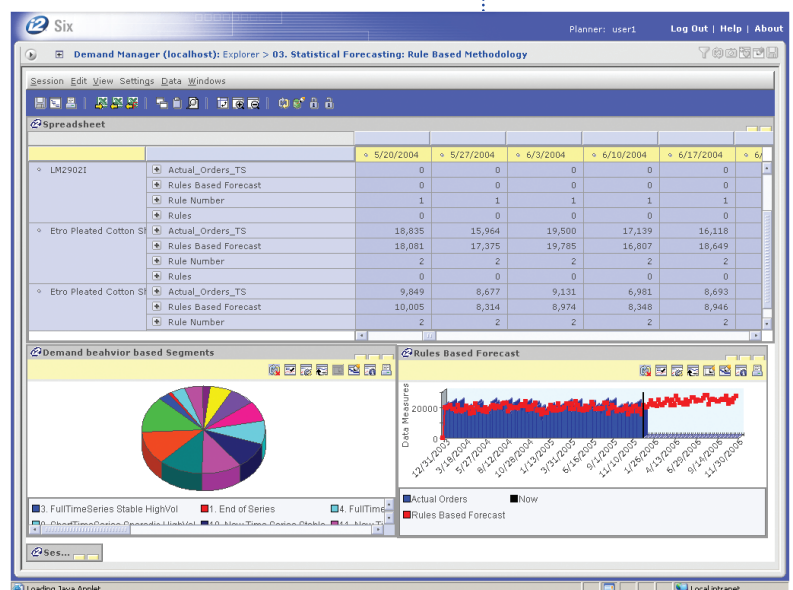 i2 Six
Planner: user1 Log Out | Help | About
Demand Manager (localhost): Explorer > 03. Statistical Forecasting: Rule Based Methodology
Session Edit View Settings Data Windows
i2 Spreadsheet
5/20/2004 5/27/2004 6/3/2004 6/10/2004 6/17/2004 6/
LM2902I Actual_Orders_TS 0 0 0 0 0
Rules Based Forecast 0 0 0 0 0
Rule Number 1 1 1 1 1
Rules 0 0 0 0 0
Etro Pleated Cotton Sh Actual_Orders_TS 18,835 15,964 19,500 17,139 16,118
Rules Based Forecast 18,081 17,375 19,785 16,807 18,649
Rule Number 2 2 2 2 2
Rules 0 0 0 0 0
Etro Pleated Cotton Sh Actual_Orders_TS 9,849 8,677 9,131 6,981 8,693
Rules Based Forecast 10,005 8,314 8,974 8,348 8,946
Rule Number 2 2 2 2 2
i2 Demand beahvior based Segments
3. FullTimeSeries Stable HighVol 1. End of Series 4. FullTime
i2 Rules Based Forecast
Data Measures
20000
0
12/31/2003 3/18/2004 5/27/2004 8/12/2004 10/28/2004 1/13/2005 3/31/2005 6/16/2005 9/1/2005 11/10/2005 1/26/2006 4/13/2006 6/29/2006 9/14/2006 11/30/2006
Actual Orders Now
Rules Based Forecast
i2 Ses...
Loading Java Applet Local intranet